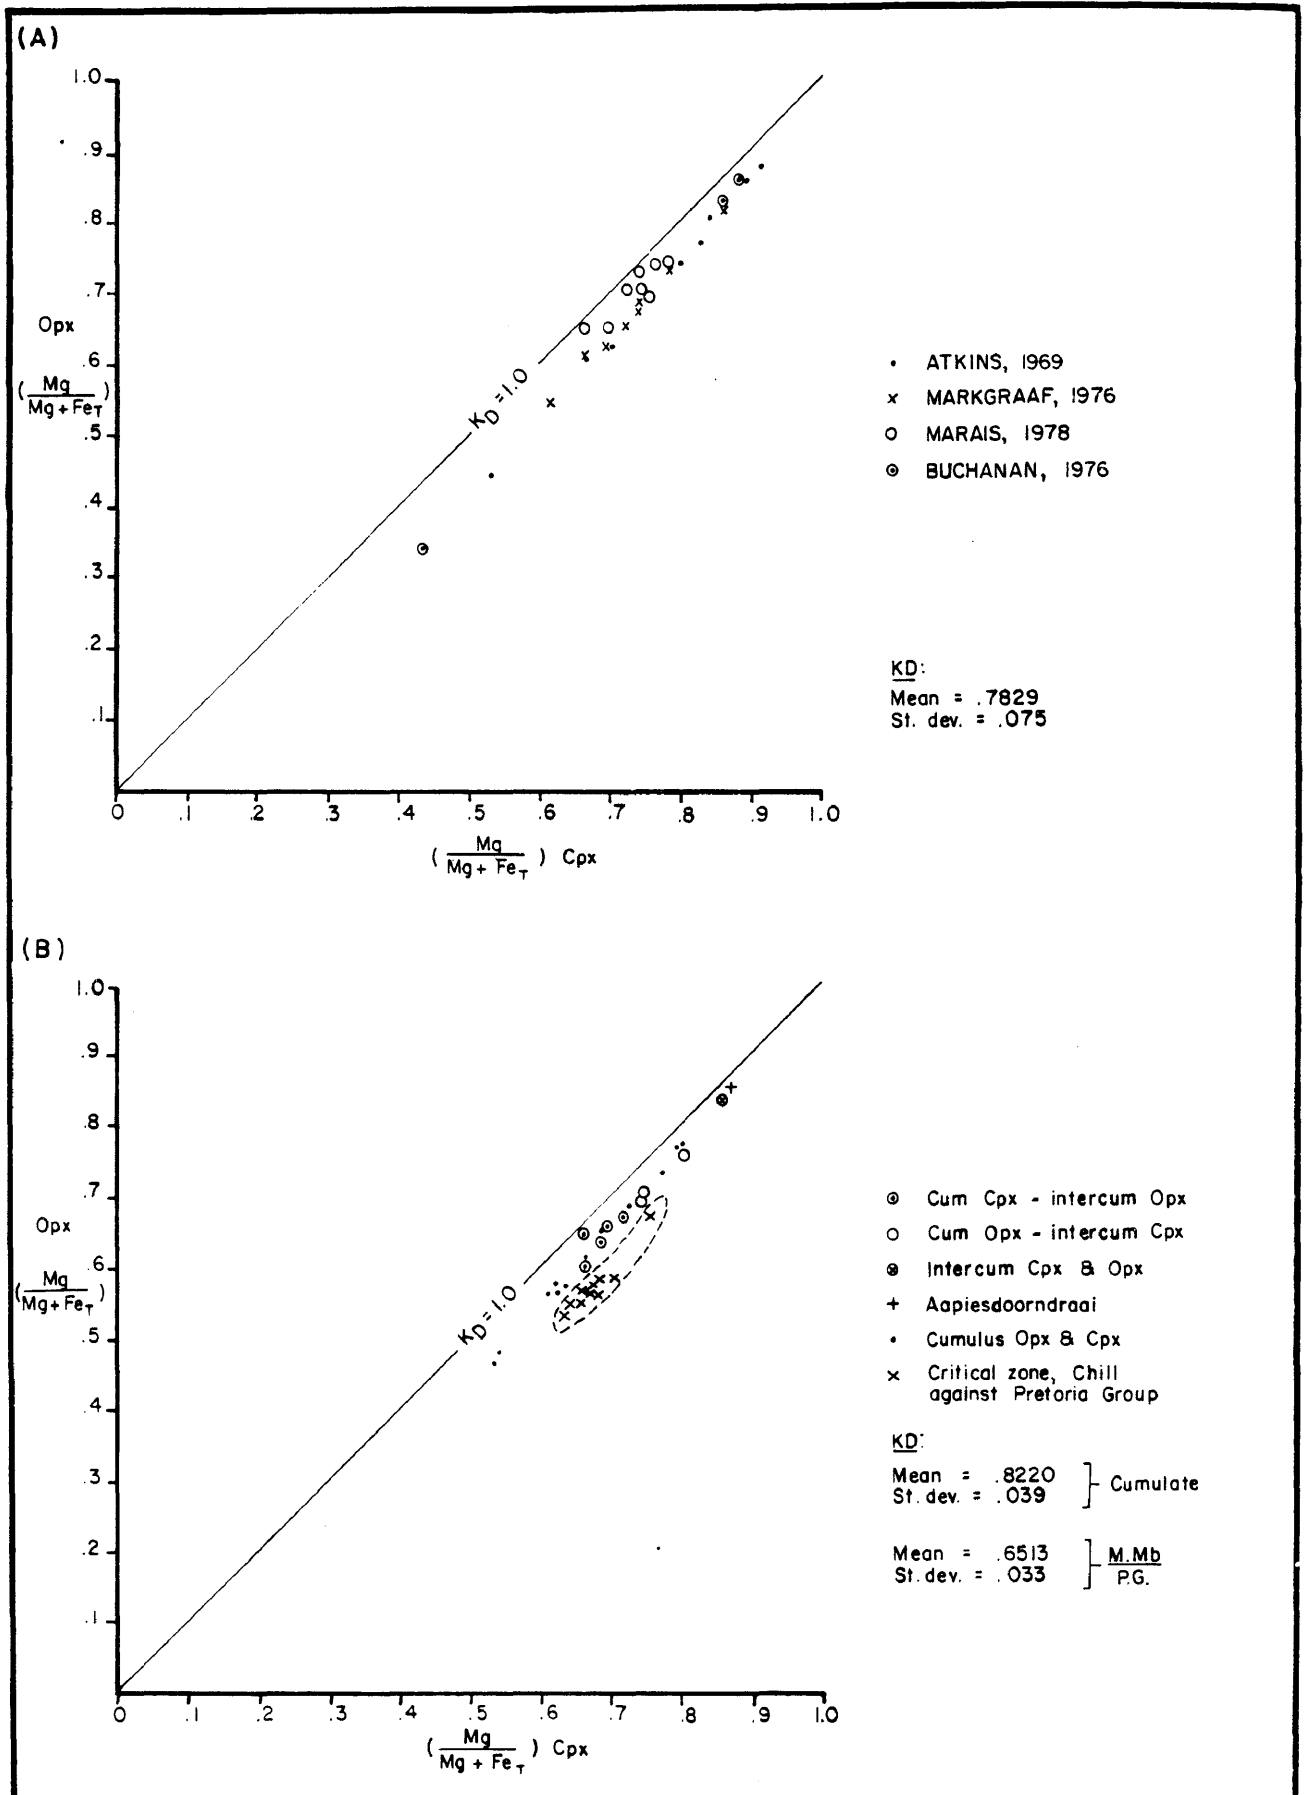 (A)
1.0
.9
.8
.7
.6
.5
.4
.3
.2
.1
Opx
(Mg / Mg + FeT)
KD = 1.0
0 .1 .2 .3 .4 .5 .6 .7 .8 .9 1.0
(Mg / Mg + FeT) Cpx
• ATKINS, 1969
x MARKGRAAF, 1976
O MARAIS, 1978
⊙ BUCHANAN, 1976
KD:
Mean = .7829
St. dev. = .075
(B)
1.0
.9
.8
.7
.6
.5
.4
.3
.2
.1
Opx
(Mg / Mg + FeT)
KD = 1.0
0 .1 .2 .3 .4 .5 .6 .7 .8 .9 1.0
(Mg / Mg + FeT) Cpx
⊙ Cum Cpx - intercum Opx
O Cum Opx - intercum Cpx
⊗ Intercum Cpx & Opx
+ Aapiesdoorndraai
• Cumulus Opx & Cpx
x Critical zone, Chill
against Pretoria Group
KD:
Mean = .8220
St. dev. = .039
Cumulate
Mean = .6513
St. dev. = .033
M.Mb
P.G.